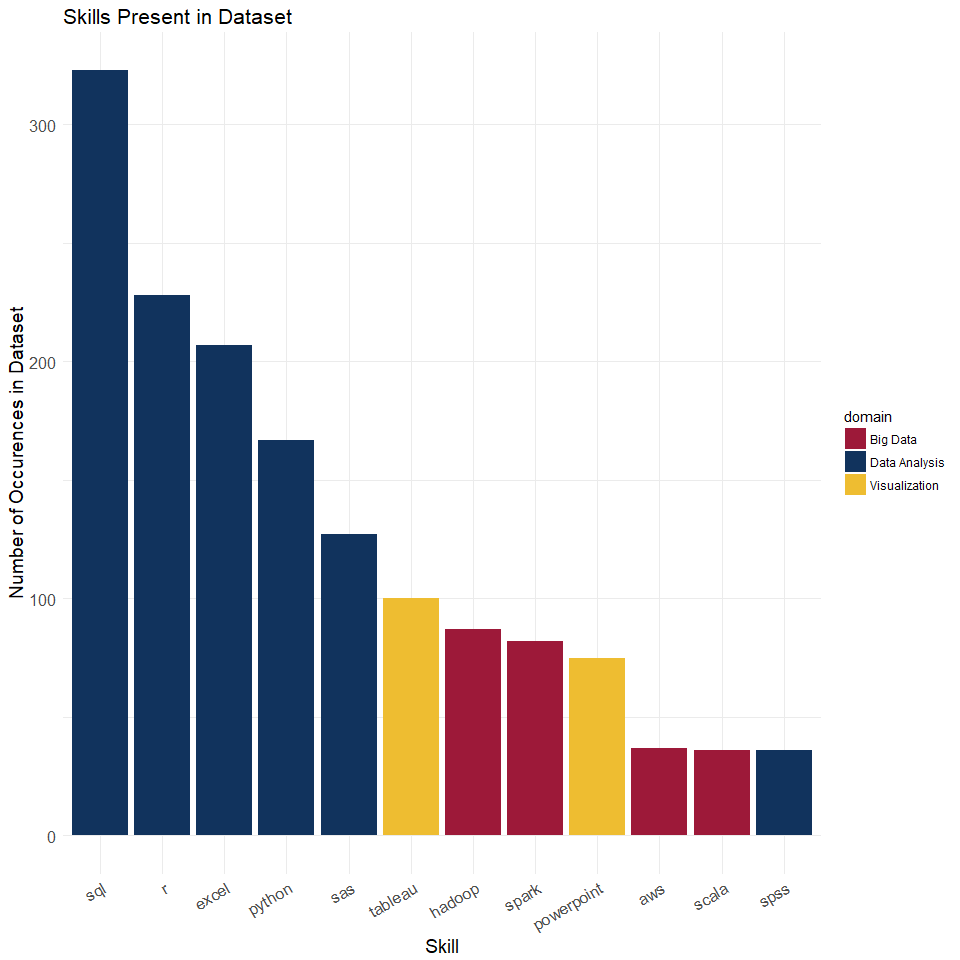 Skills Present in Dataset
Number of Occurences in Dataset
300
200
100
0
sql
r
excel
python
sas
tableau
hadoop
spark
powerpoint
aws
scala
spss
Skill
domain
Big Data
Data Analysis
Visualization